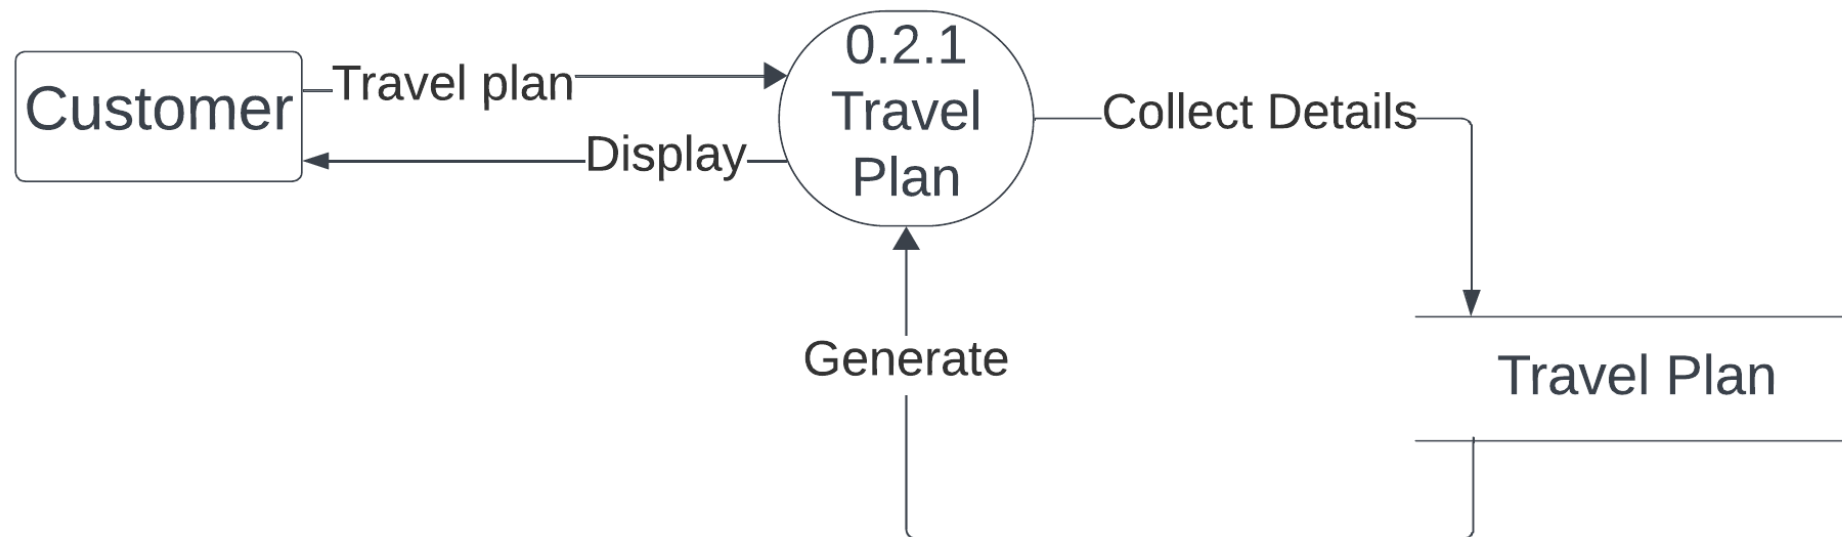 Customer
Travel plan
Display
0.2.1
Travel
Plan
Collect Details
Generate
Travel Plan